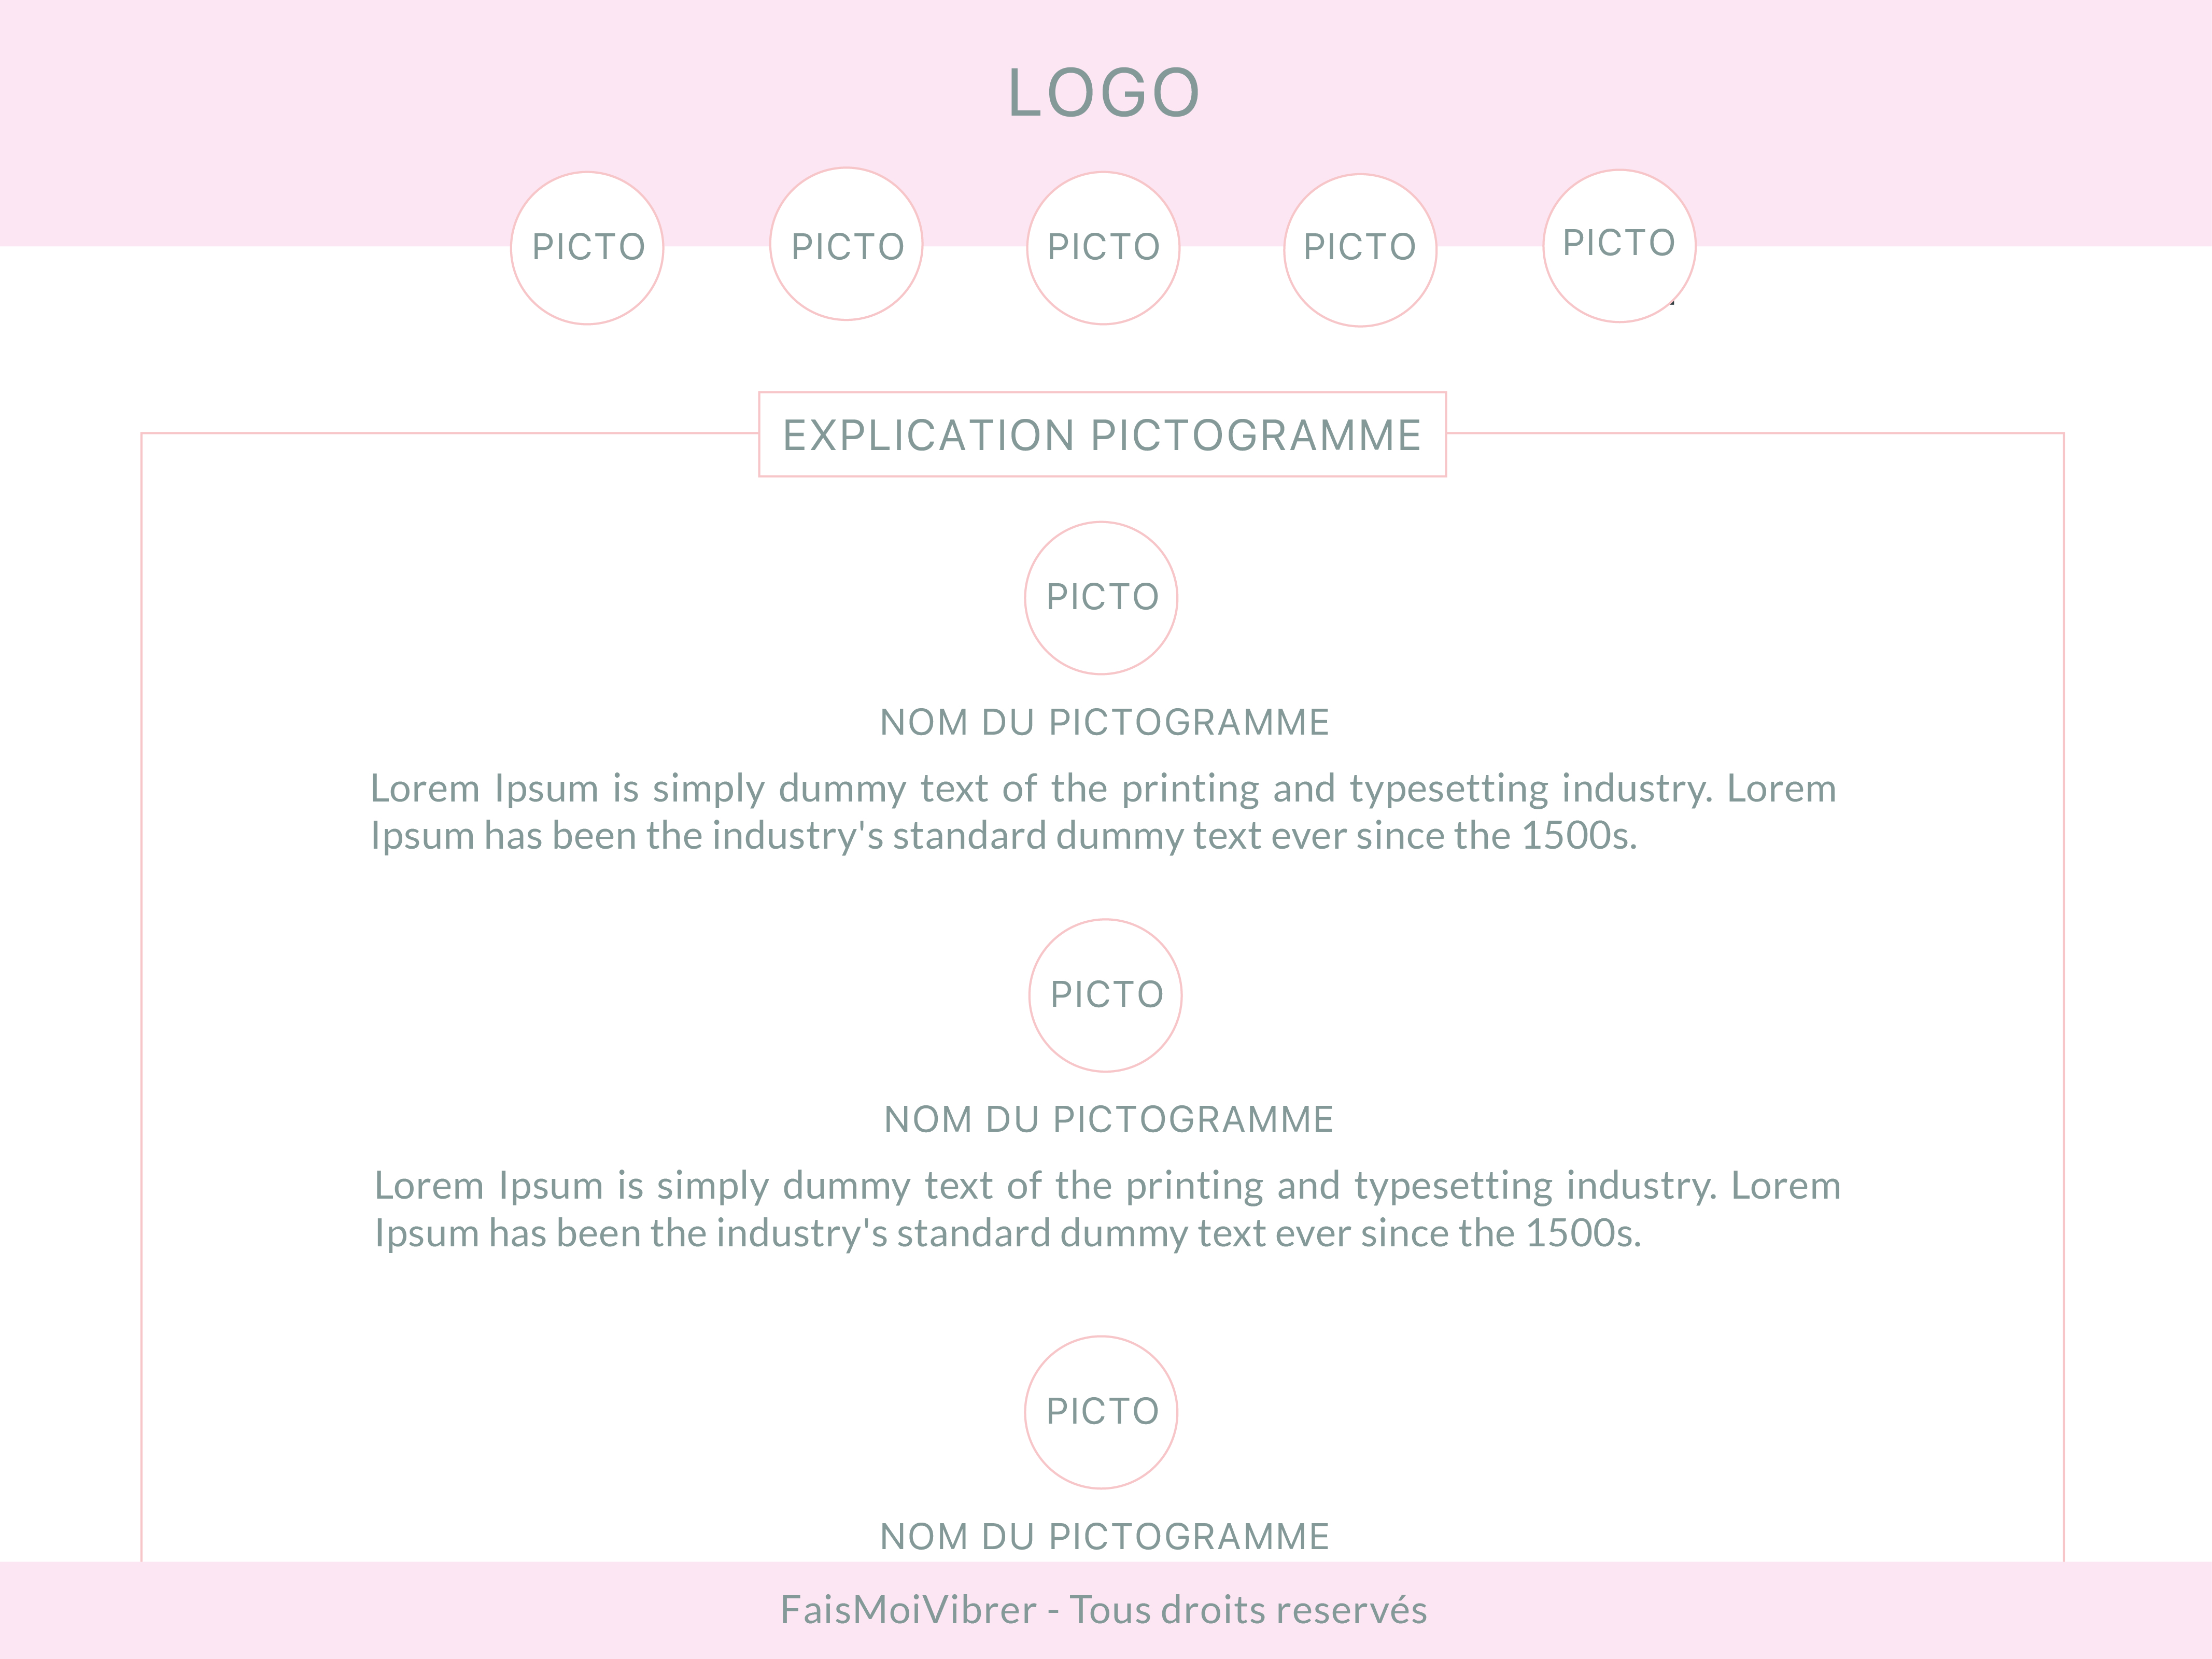 LOGO
PICTO PICTO PICTO PICTO PICTO
EXPLICATION PICTOGRAMME
PICTO
NOM DU PICTOGRAMME
Lorem Ipsum is simply dummy text of the printing and typesetting industry. Lorem
Ipsum has been the industry's standard dummy text ever since the 1500s.
PICTO
NOM DU PICTOGRAMME
Lorem Ipsum is simply dummy text of the printing and typesetting industry. Lorem
Ipsum has been the industry's standard dummy text ever since the 1500s.
PICTO
NOM DU PICTOGRAMME
FaisMoiVibrer - Tous droits reservés